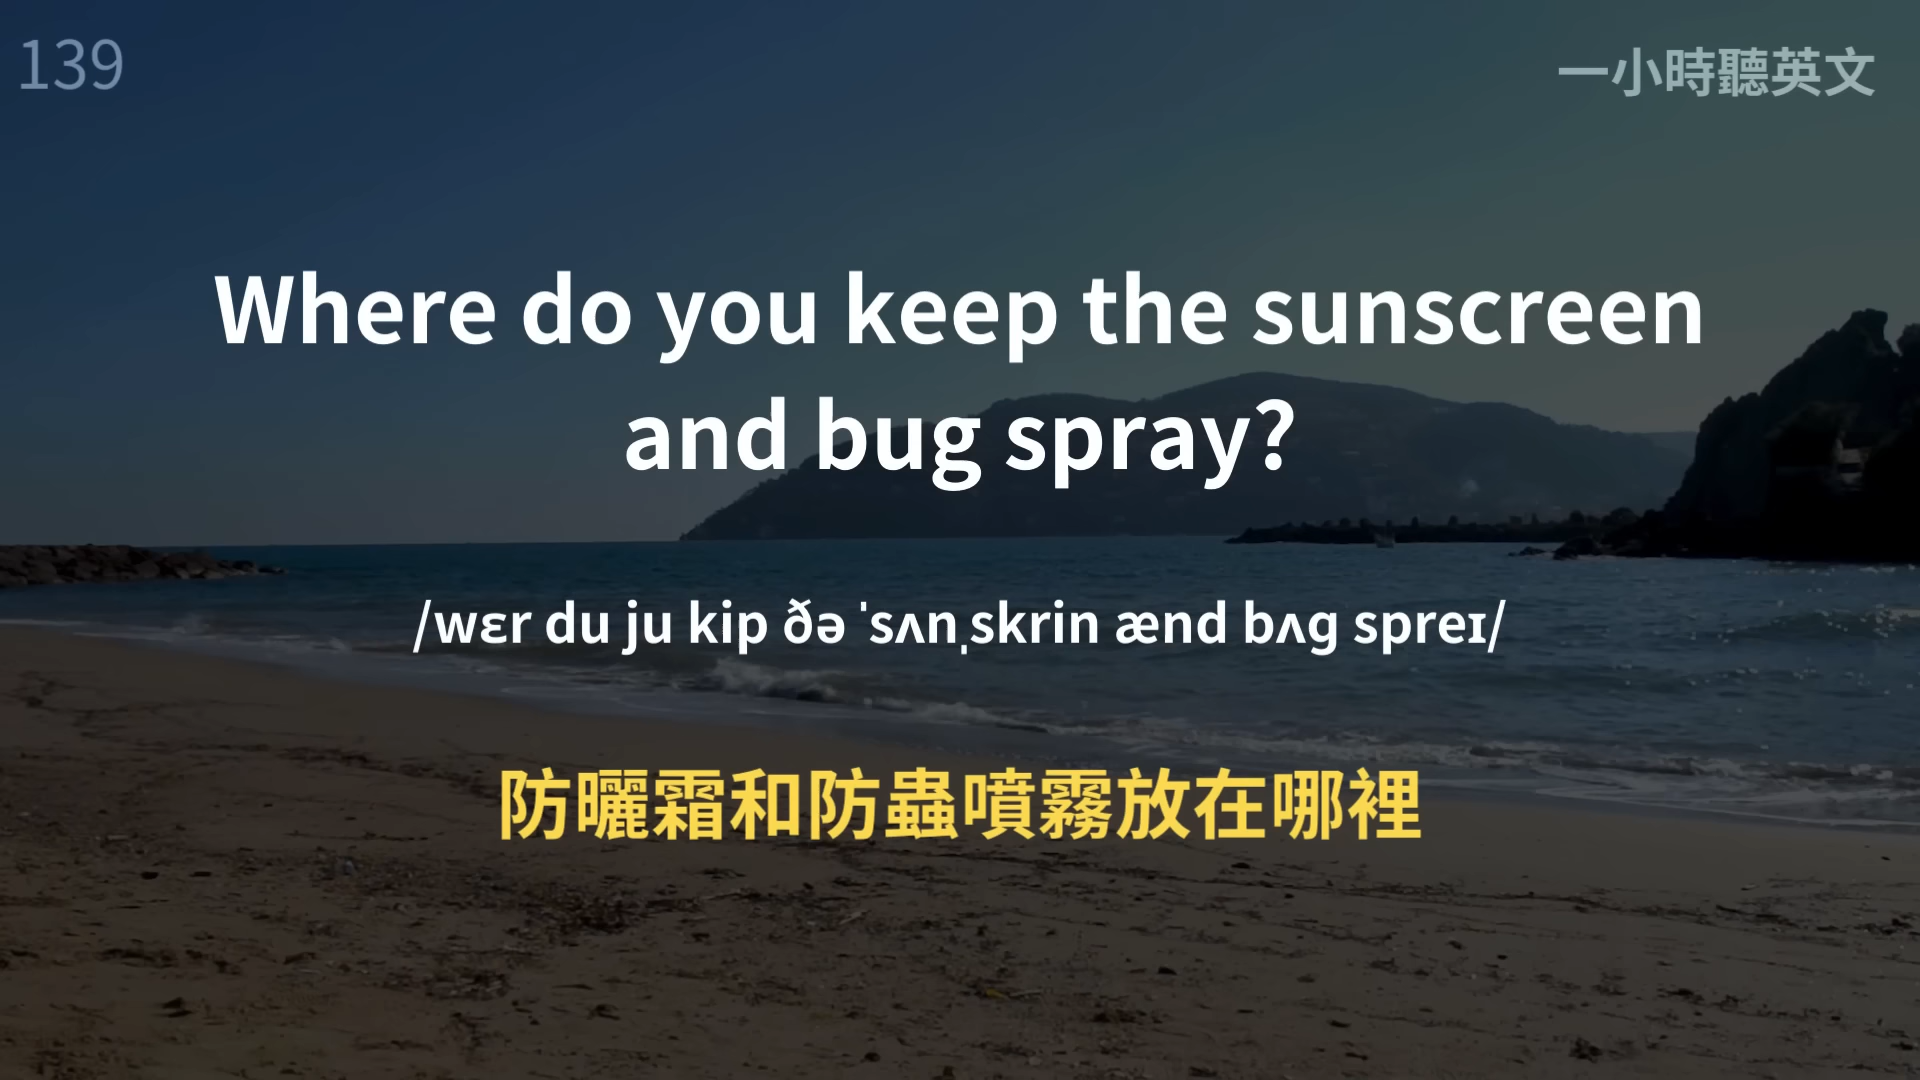 139
一小時聽英文
Where do you keep the sunscreen
and bug spray?
/wɛr du ju kip ðə ˈsʌnˌskrin ænd bʌg spreɪ/
防曬霜和防蟲噴霧放在哪裡